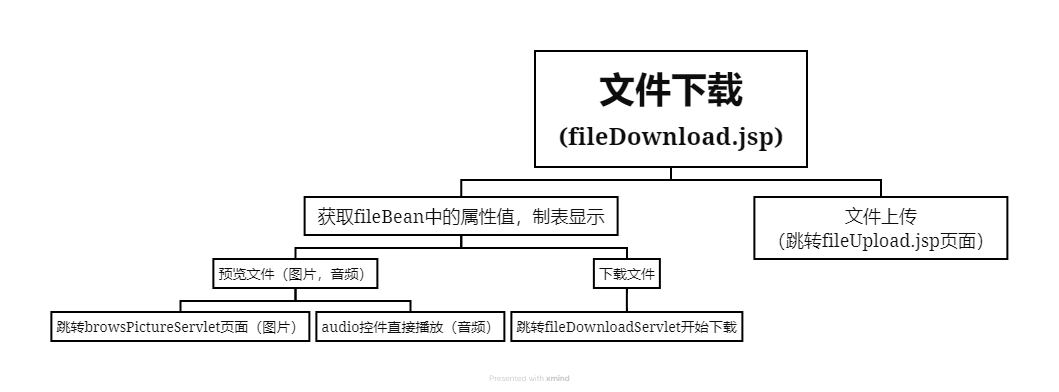 文件下载
(fileDownload.jsp)
获取fileBean中的属性值，制表显示
文件上传
（跳转fileUpload.jsp页面）
预览文件（图片，音频）
下载文件
跳转browsPictureServlet页面（图片）
audio控件直接播放（音频）
跳转fileDownloadServlet开始下载
Presented with xmind